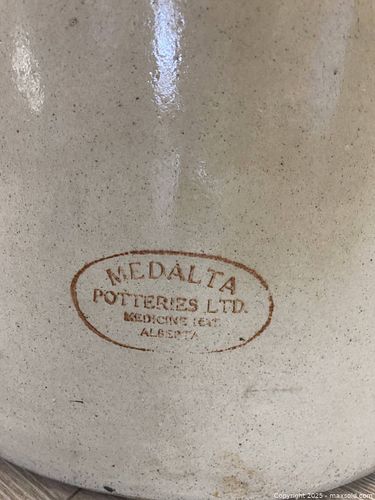 MEDALTA
POTTERIES LTD.
MEDICINE HAT
ALBERTA
Copyright 2025 - maxsold.com